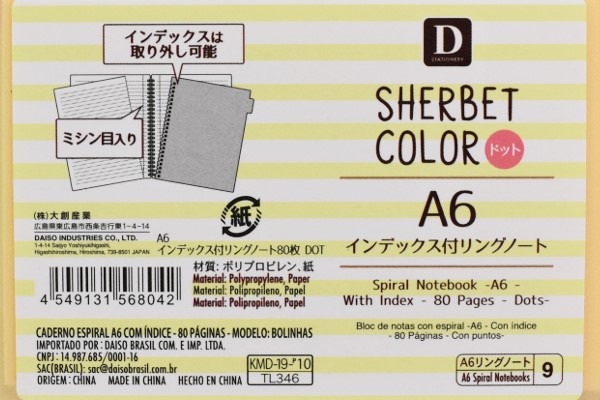 インデックスは
取り外し可能
ミシン目入り
D
STATIONERY
SHERBET
COLOR ドット
A6
インデックス付リングノート
Spiral Notebook -A6 -
With Index - 80 Pages - Dots-
Bloc de notas con espiral -A6 - Con índice
- 80 Páginas - Con puntos-
A6リングノート
A6 Spiral Notebooks
9
(株)大創産業
広島県東広島市西条吉行東1-4-14
DAISO INDUSTRIES CO., LTD.
1-4-14 Saijo Yoshiyukihigashi,
Higashihiroshima, Hiroshima, 739-8501 JAPAN
紙
A6
インデックス付リングノート80枚 DOT
材質: ポリプロピレン, 紙
Material: Polypropylene, Paper
Material: Polipropileno, Papel
Material: Polipropileno, Papel
4 549131 568042
CADERNO ESPIRAL A6 COM ÍNDICE - 80 PÁGINAS - MODELO: BOLINHAS
IMPORTADO POR: DAISO BRASIL COM. E IMP. LTDA.
CNPJ: 14.987.685/0001-16
SAC(BRASIL): sac@daisobrasil.com.br
ORIGEM: CHINA MADE IN CHINA HECHO EN CHINA
KMD-19-'10
TL346